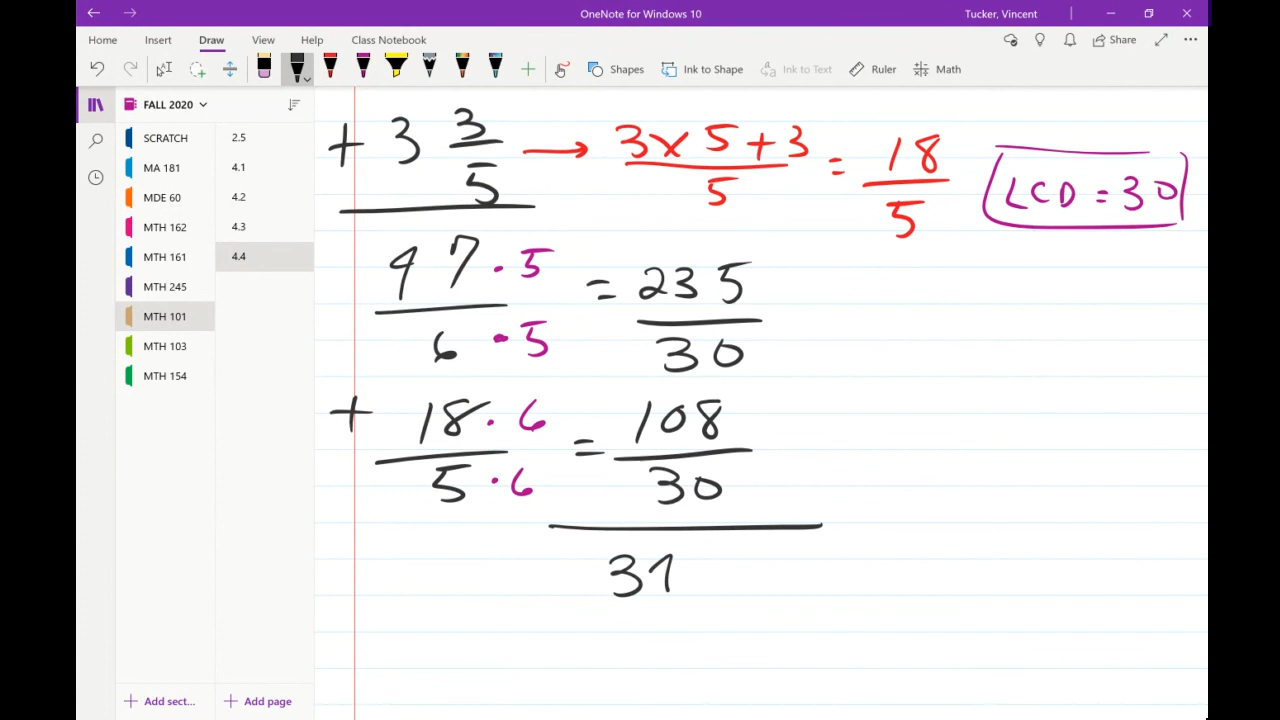 OneNote for Windows 10
Tucker, Vincent
Home Insert Draw View Help Class Notebook
Share
Shapes
Ink to Shape
Ink to Text
Ruler
Math
FALL 2020
SCRATCH
MA 181
MDE 60
MTH 162
MTH 161
MTH 245
MTH 101
MTH 103
MTH 154
2.5
4.1
4.2
4.3
4.4
+ 3 3/5 → 3×5+3/5 = 18/5
LCD = 30
47·5/6·5 = 235/30
+ 18·6/5·6 = 108/30
31
+ Add sect...
+ Add page